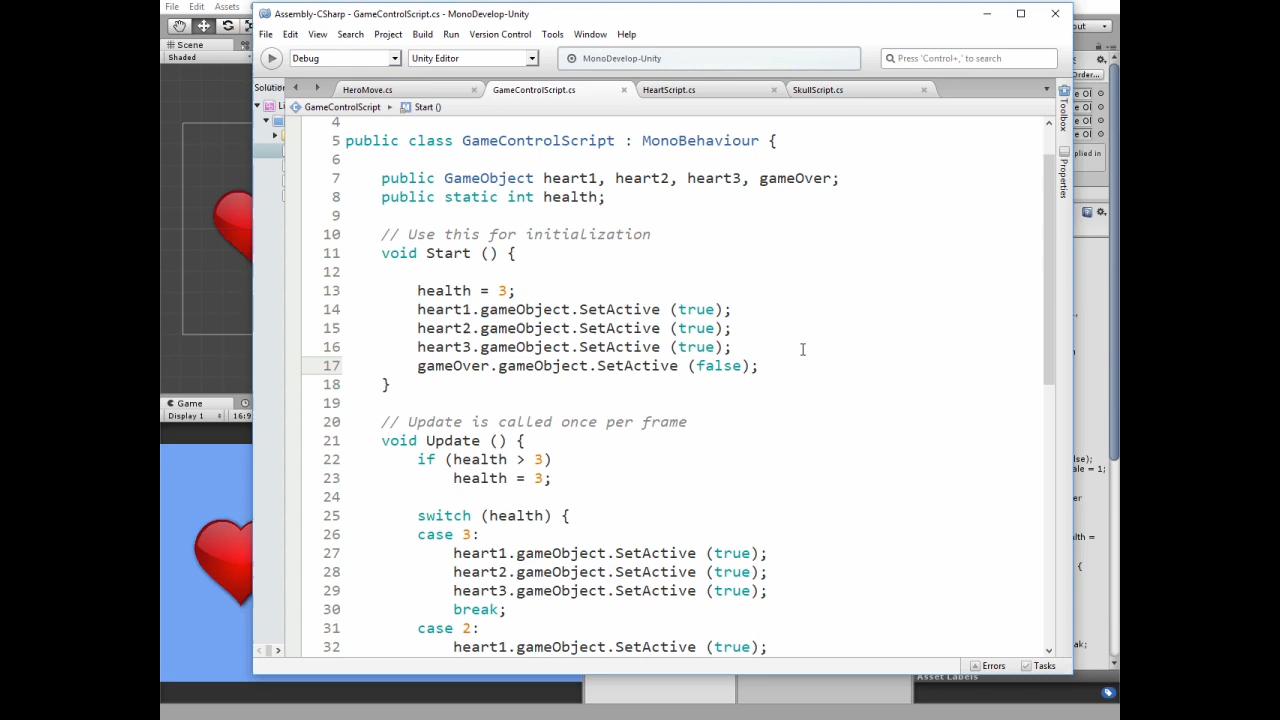 File Edit Assets
Assembly-CSharp - GameControlScript.cs - MonoDevelop-Unity
File Edit View Search Project Build Run Version Control Tools Window Help
Scene
Shaded
Debug
Unity Editor
MonoDevelop-Unity
Press 'Control+,' to search
Solution
HeroMove.cs
GameControlScript.cs
HeartScript.cs
SkullScript.cs
GameControlScript
Start ()
Toolbox
Properties
4
5 public class GameControlScript : MonoBehaviour {
6
7 public GameObject heart1, heart2, heart3, gameOver;
8 public static int health;
9
10 // Use this for initialization
11 void Start () {
12
13 health = 3;
14 heart1.gameObject.SetActive (true);
15 heart2.gameObject.SetActive (true);
16 heart3.gameObject.SetActive (true);
17 gameOver.gameObject.SetActive (false);
18 }
19
20 // Update is called once per frame
21 void Update () {
22 if (health > 3)
23 health = 3;
24
25 switch (health) {
26 case 3:
27 heart1.gameObject.SetActive (true);
28 heart2.gameObject.SetActive (true);
29 heart3.gameObject.SetActive (true);
30 break;
31 case 2:
32 heart1.gameObject.SetActive (true);
Game
Display 1 16:9
Errors Tasks
Order...
Asset Labels